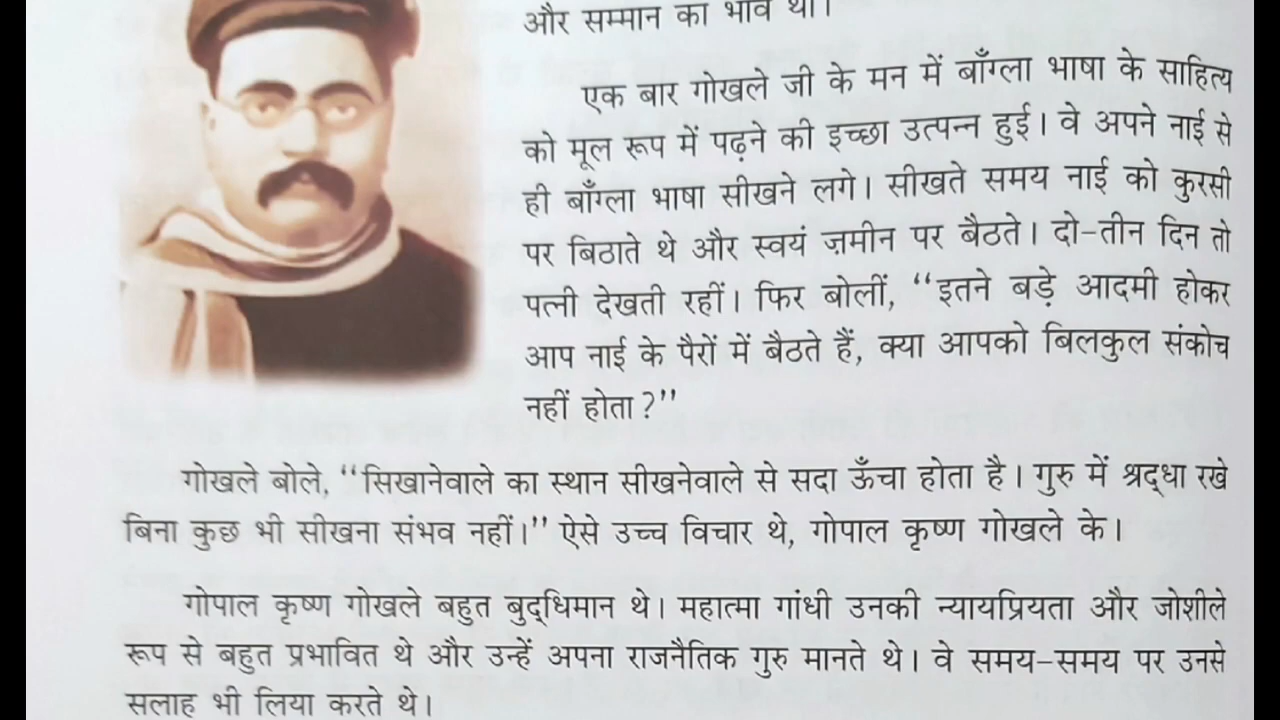 और सम्मान का भाव था।
एक बार गोखले जी के मन में बाँग्ला भाषा के साहित्य
को मूल रूप में पढ़ने की इच्छा उत्पन्न हुई। वे अपने नाई से
ही बाँग्ला भाषा सीखने लगे। सीखते समय नाई को कुरसी
पर बिठाते थे और स्वयं ज़मीन पर बैठते। दो-तीन दिन तो
पत्नी देखती रहीं। फिर बोलीं, “इतने बड़े आदमी होकर
आप नाई के पैरों में बैठते हैं, क्या आपको बिलकुल संकोच
नहीं होता?”
गोखले बोले, “सिखानेवाले का स्थान सीखनेवाले से सदा ऊँचा होता है। गुरु में श्रद्‌धा रखे
बिना कुछ भी सीखना संभव नहीं।” ऐसे उच्च विचार थे, गोपाल कृष्ण गोखले के।
गोपाल कृष्ण गोखले बहुत बुद्‌धिमान थे। महात्मा गांधी उनकी न्यायप्रियता और जोशीले
रूप से बहुत प्रभावित थे और उन्हें अपना राजनैतिक गुरु मानते थे। वे समय-समय पर उनसे
सलाह भी लिया करते थे।